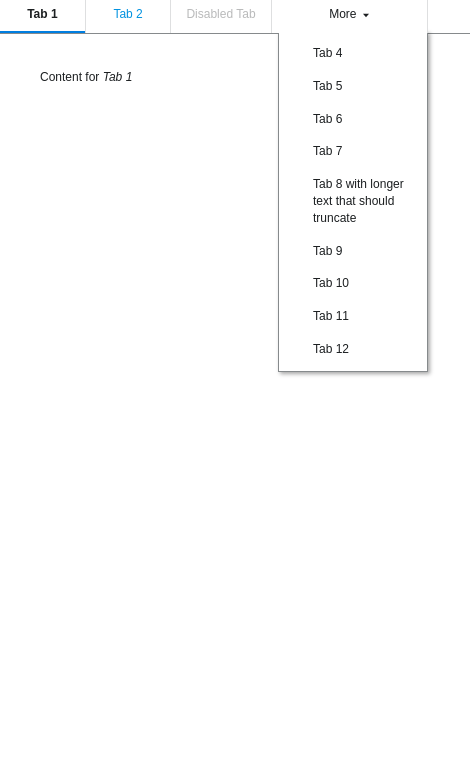 Tab 1 Tab 2 Disabled Tab More
Content for Tab 1
Tab 4
Tab 5
Tab 6
Tab 7
Tab 8 with longer
text that should
truncate
Tab 9
Tab 10
Tab 11
Tab 12